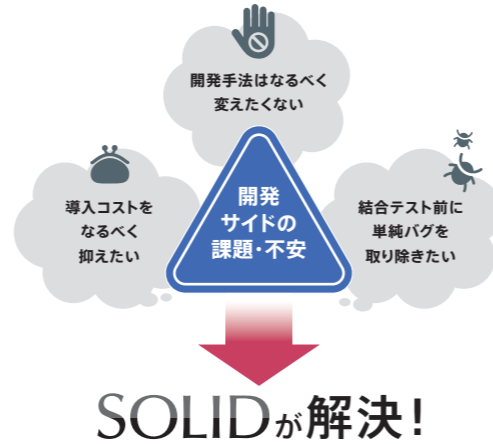 開発手法はなるべく
変えたくない
導入コストを
なるべく
抑えたい
開発
サイドの
課題・不安
結合テスト前に
単純バグを
取り除きたい
SOLIDが解決！